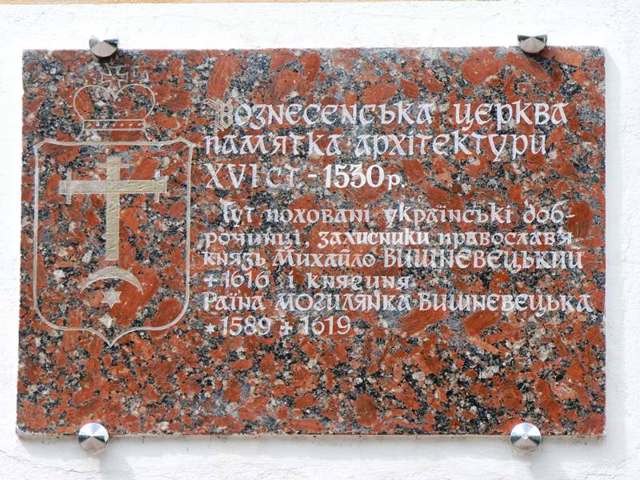 Вознесенська церква
пам'ятка архітектури
XVI ст. - 1530 р.
Тут поховані українські доб-
рочинці, захисники православ'я
князь Михайло Вишневецький
+ 1616 і княгиня
Раїна Могилянка-Вишневецька
* 1589 + 1619